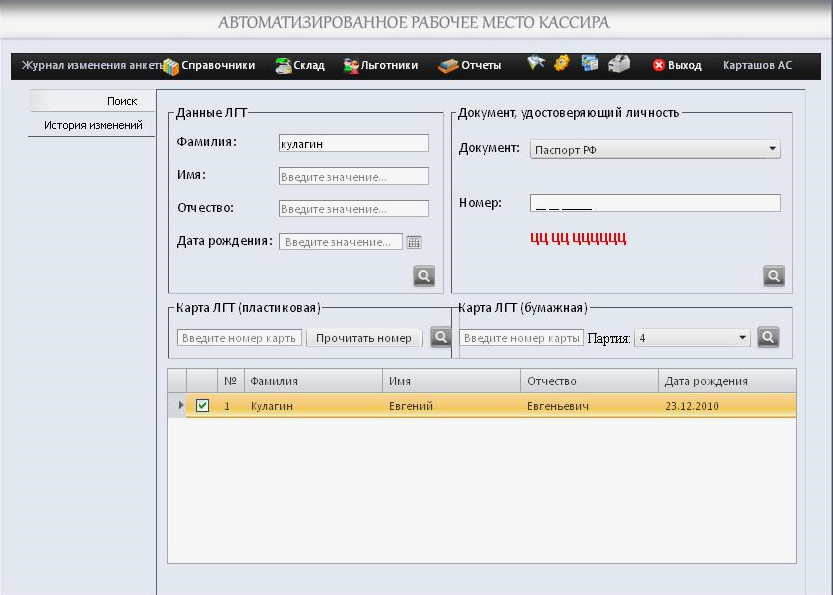 АВТОМАТИЗИРОВАННОЕ РАБОЧЕЕ МЕСТО КАССИРА
Журнал изменения анкеты Справочники Склад Льготники Отчеты Выход Карташов АС
Поиск
История изменений
Данные ЛГТ
Фамилия: кулагин
Имя: Введите значение...
Отчество: Введите значение...
Дата рождения: Введите значение...
Документ, удостоверяющий личность
Документ: Паспорт РФ
Номер: __ __ ______
цц цц цццццц
Карта ЛГТ (пластиковая)
Введите номер карты Прочитать номер
Карта ЛГТ (бумажная)
Введите номер карты Партия: 4
№ Фамилия Имя Отчество Дата рождения
1 Кулагин Евгений Евгеньевич 23.12.2010